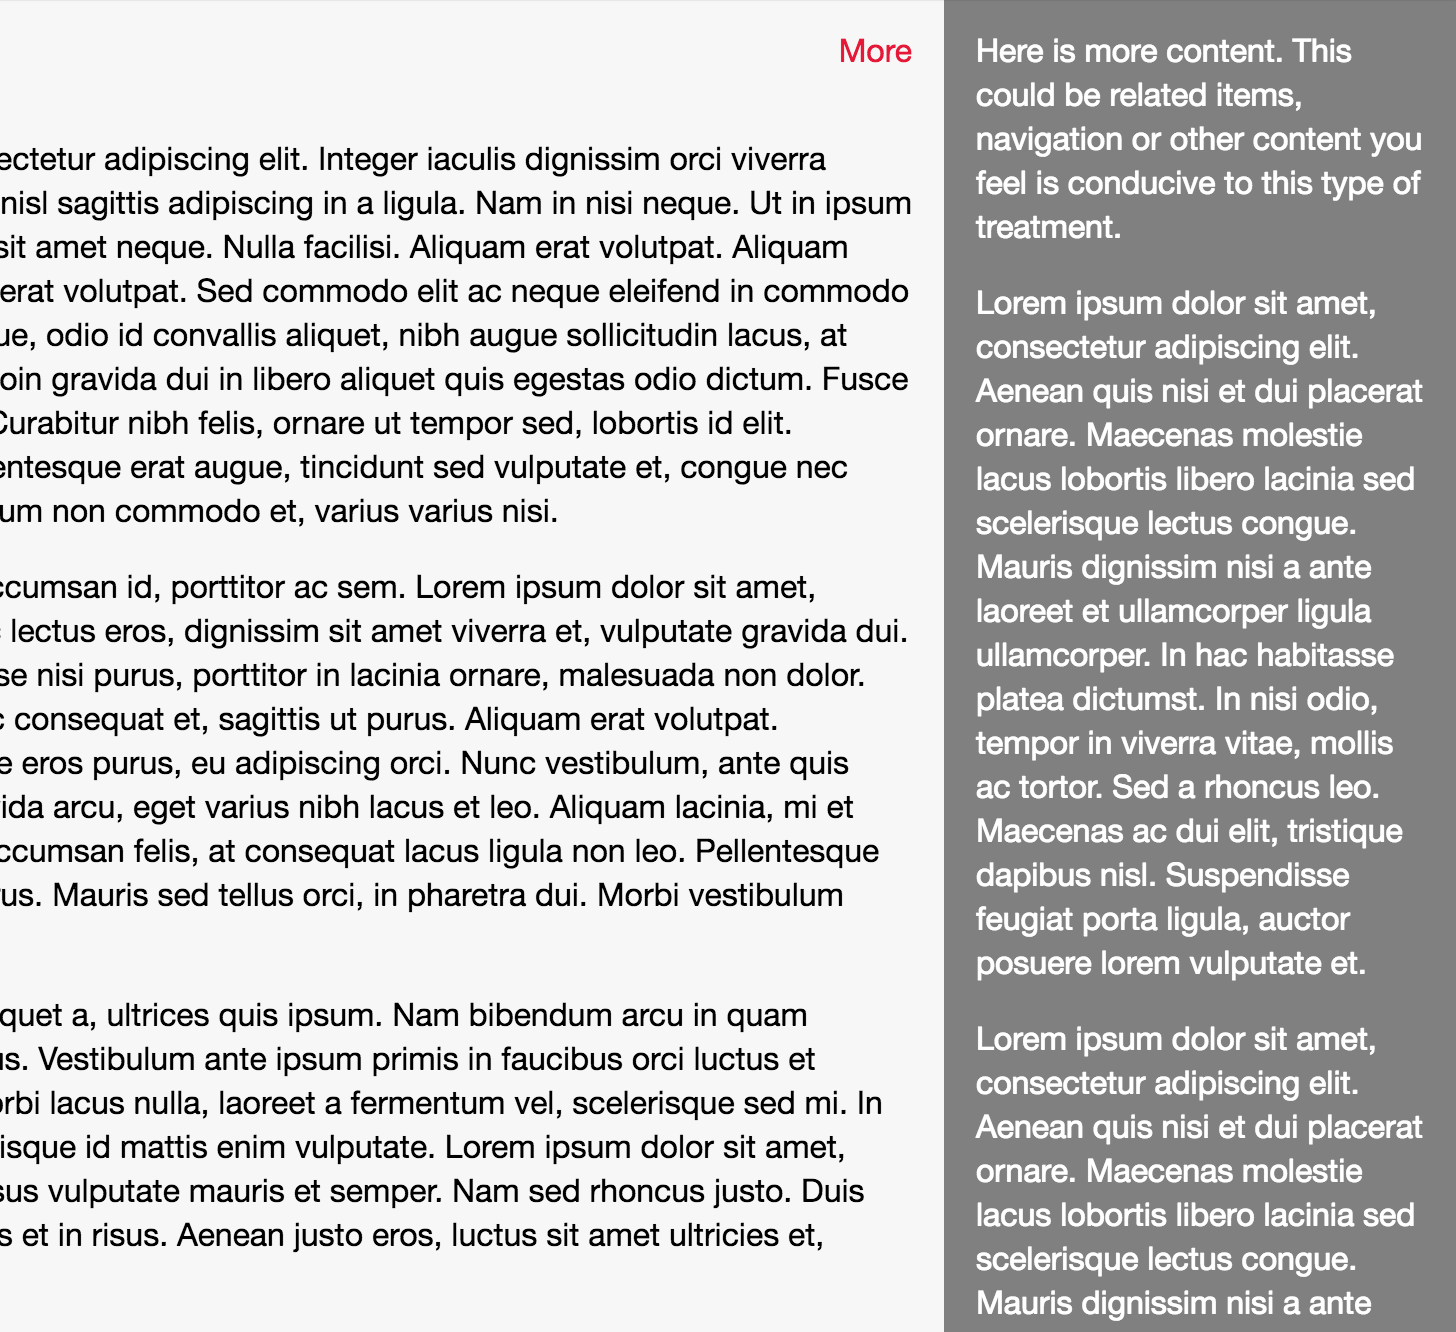 More
ectetur adipiscing elit. Integer iaculis dignissim orci viverra
nisl sagittis adipiscing in a ligula. Nam in nisi neque. Ut in ipsum
sit amet neque. Nulla facilisi. Aliquam erat volutpat. Aliquam
erat volutpat. Sed commodo elit ac neque eleifend in commodo
ue, odio id convallis aliquet, nibh augue sollicitudin lacus, at
oin gravida dui in libero aliquet quis egestas odio dictum. Fusce
Curabitur nibh felis, ornare ut tempor sed, lobortis id elit.
entesque erat augue, tincidunt sed vulputate et, congue nec
um non commodo et, varius varius nisi.
ccumsan id, porttitor ac sem. Lorem ipsum dolor sit amet,
lectus eros, dignissim sit amet viverra et, vulputate gravida dui.
se nisi purus, porttitor in lacinia ornare, malesuada non dolor.
c consequat et, sagittis ut purus. Aliquam erat volutpat.
e eros purus, eu adipiscing orci. Nunc vestibulum, ante quis
ida arcu, eget varius nibh lacus et leo. Aliquam lacinia, mi et
ccumsan felis, at consequat lacus ligula non leo. Pellentesque
us. Mauris sed tellus orci, in pharetra dui. Morbi vestibulum
quet a, ultrices quis ipsum. Nam bibendum arcu in quam
us. Vestibulum ante ipsum primis in faucibus orci luctus et
orbi lacus nulla, laoreet a fermentum vel, scelerisque sed mi. In
isque id mattis enim vulputate. Lorem ipsum dolor sit amet,
sus vulputate mauris et semper. Nam sed rhoncus justo. Duis
s et in risus. Aenean justo eros, luctus sit amet ultricies et,
Here is more content. This
could be related items,
navigation or other content you
feel is conducive to this type of
treatment.
Lorem ipsum dolor sit amet,
consectetur adipiscing elit.
Aenean quis nisi et dui placerat
ornare. Maecenas molestie
lacus lobortis libero lacinia sed
scelerisque lectus congue.
Mauris dignissim nisi a ante
laoreet et ullamcorper ligula
ullamcorper. In hac habitasse
platea dictumst. In nisi odio,
tempor in viverra vitae, mollis
ac tortor. Sed a rhoncus leo.
Maecenas ac dui elit, tristique
dapibus nisl. Suspendisse
feugiat porta ligula, auctor
posuere lorem vulputate et.
Lorem ipsum dolor sit amet,
consectetur adipiscing elit.
Aenean quis nisi et dui placerat
ornare. Maecenas molestie
lacus lobortis libero lacinia sed
scelerisque lectus congue.
Mauris dignissim nisi a ante